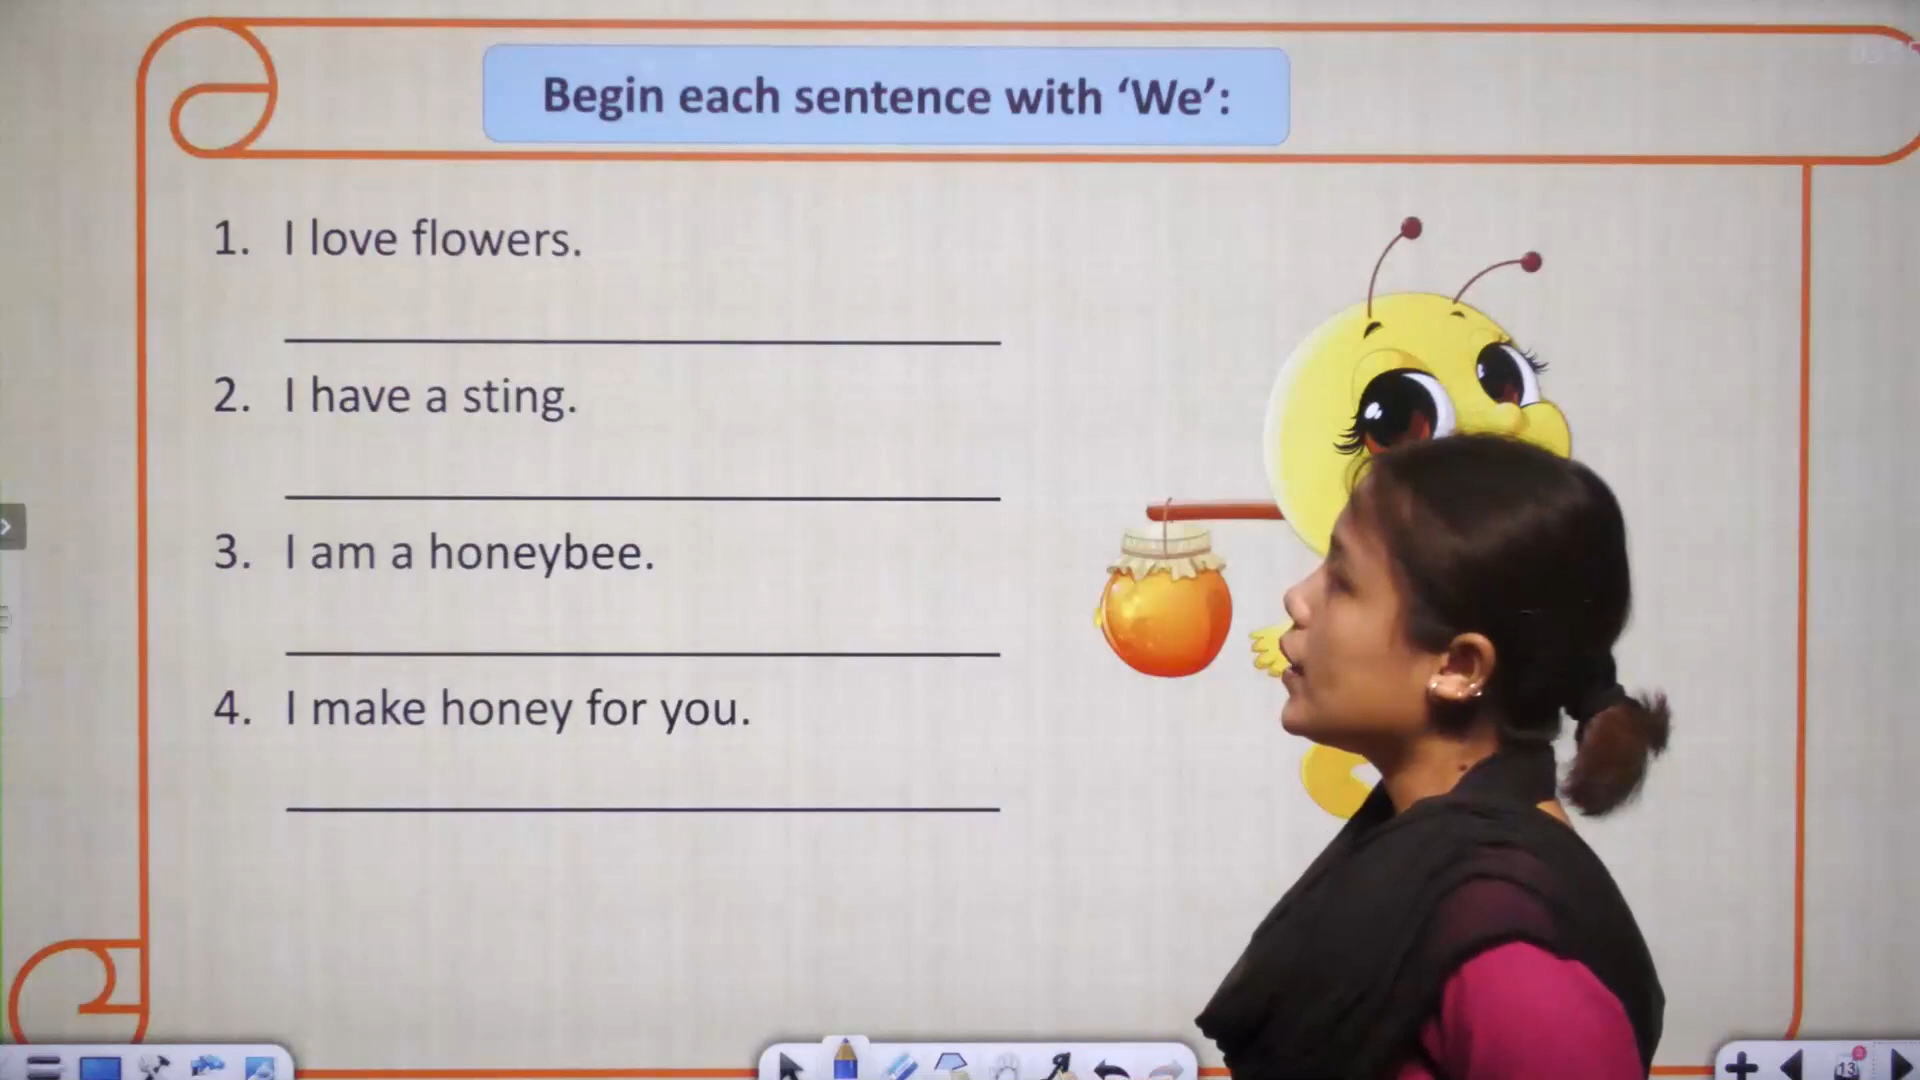 Begin each sentence with ‘We’:
1. I love flowers.
2. I have a sting.
3. I am a honeybee.
4. I make honey for you.
13